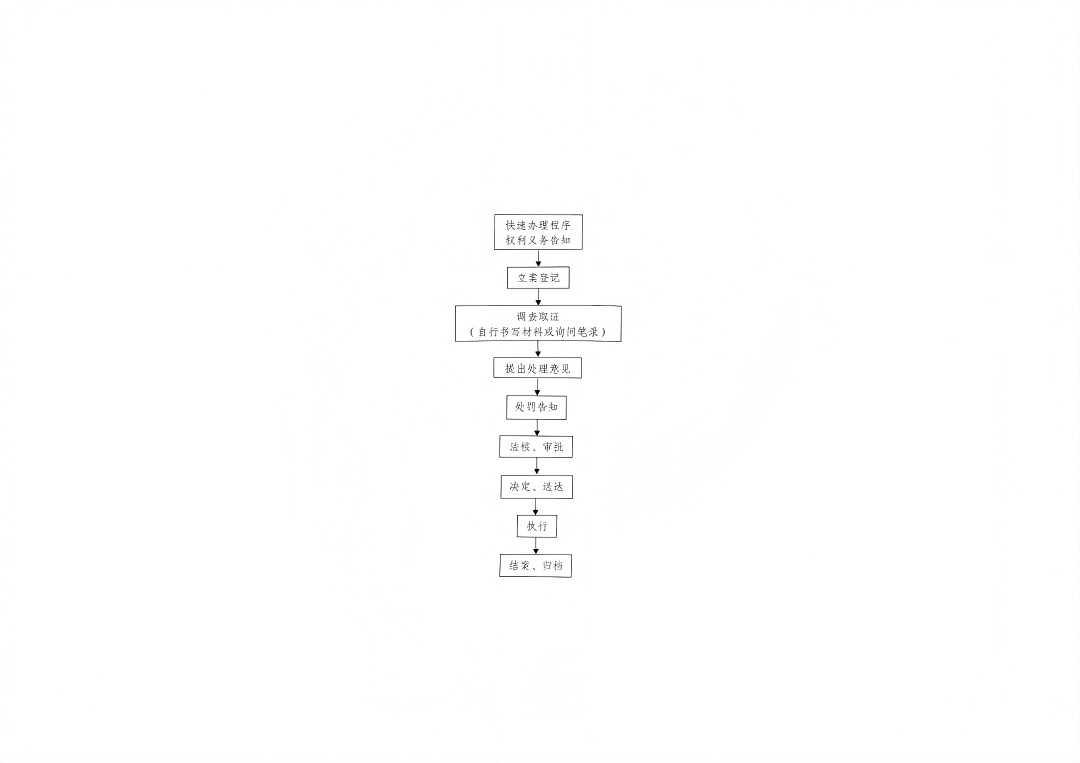 快速办理程序
权利义务告知
立案登记
调查取证
（自行书写材料或询问笔录）
提出处理意见
处罚告知
法核、审批
决定、送达
执行
结案、归档